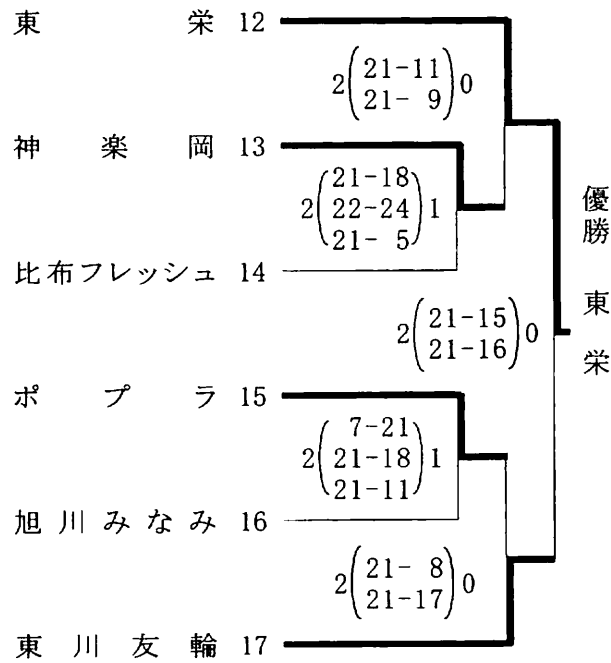 東栄 12
2(21-11 21- 9)0
神楽岡 13
2(21-18 22-24 21- 5)1
比布フレッシュ 14
2(21-15 21-16)0
優勝 東栄
ポプラ 15
2(7-21 21-18 21-11)1
旭川みなみ 16
2(21- 8 21-17)0
東川友輪 17